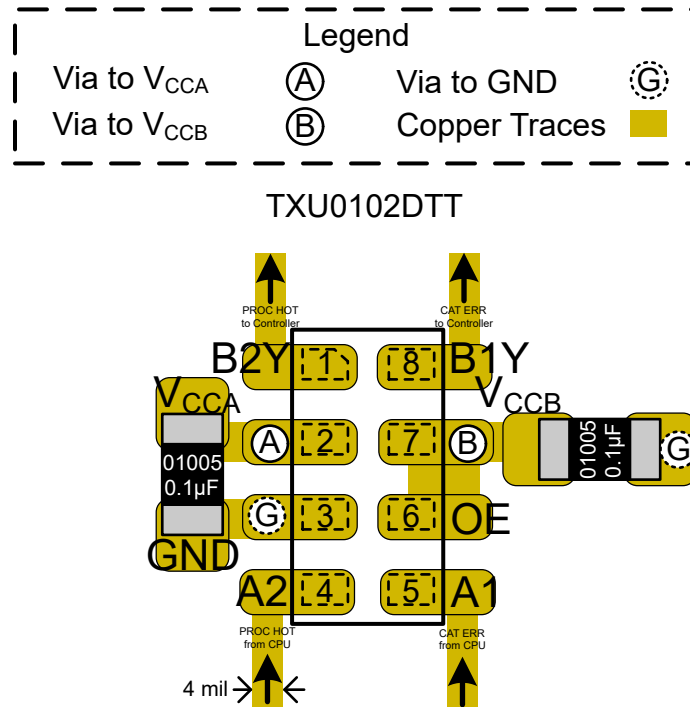 Legend
Via to VCCA A Via to GND G
Via to VCCB B Copper Traces
TXU0102DTT
PROC HOT
to Controller
CAT ERR
to Controller
B2Y 1 8 B1Y
VCCA
VCCB
A 2 7 B
01005
0.1µF
01005
0.1µF
G
G 3 6 OE
GND
A2 4 5 A1
PROC HOT
from CPU
CAT ERR
from CPU
4 mil